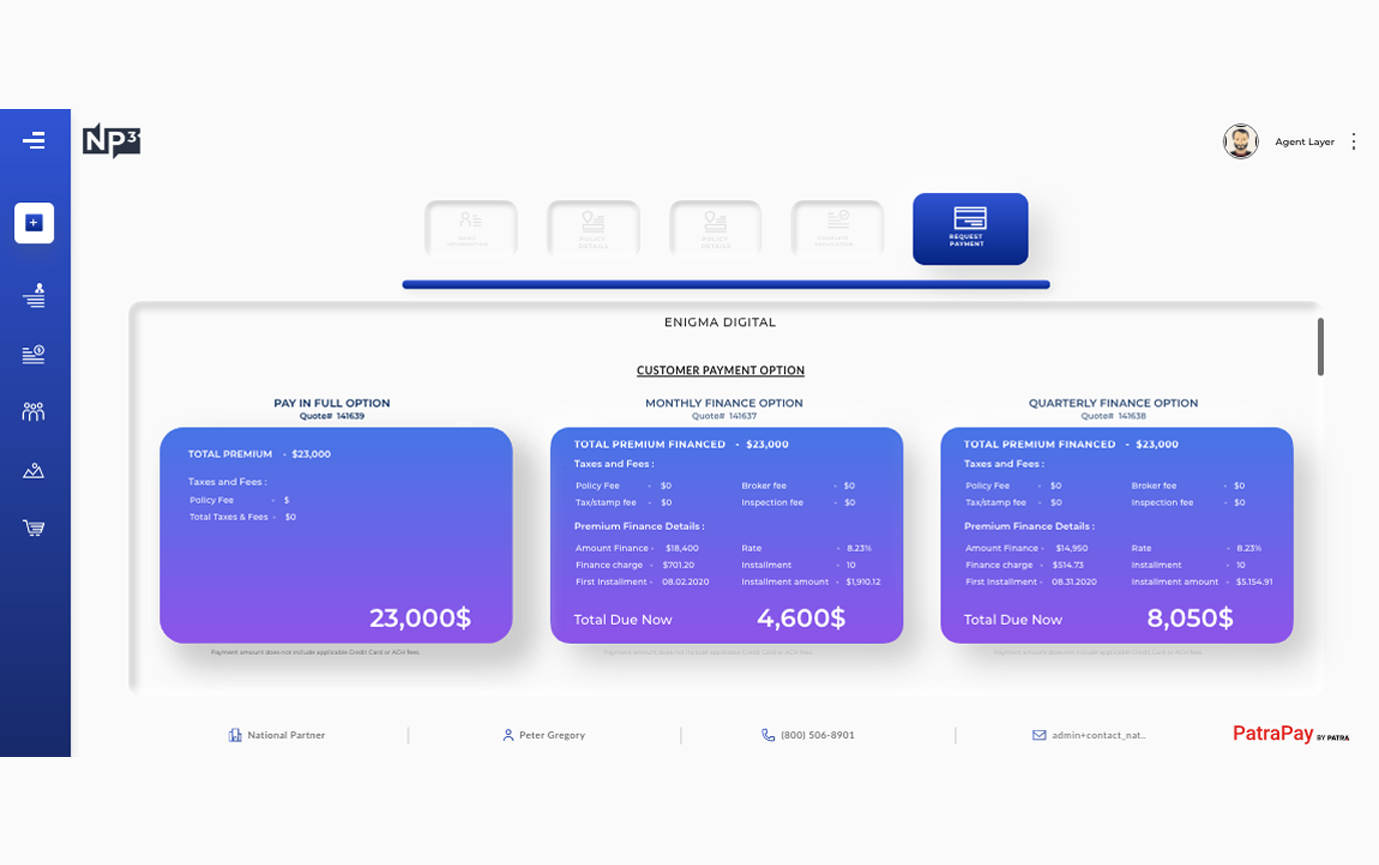 NP3
Agent Layer
BASIC
INFORMATION
POLICY
DETAILS
POLICY
DETAILS
COMPLETE
APPLICATION
REQUEST
PAYMENT
ENIGMA DIGITAL
CUSTOMER PAYMENT OPTION
PAY IN FULL OPTION
Quote# 141639
TOTAL PREMIUM - $23,000
Taxes and Fees :
Policy Fee - $
Total Taxes & Fees - $0
23,000$
Payment amount does not include applicable Credit Card or ACH fees.
MONTHLY FINANCE OPTION
Quote# 141637
TOTAL PREMIUM FINANCED - $23,000
Taxes and Fees :
Policy Fee - $0 Broker fee - $0
Tax/stamp fee - $0 Inspection fee - $0
Premium Finance Details :
Amount Finance - $18,400 Rate - 8.23%
Finance charge - $701.20 Installment - 10
First Installment - 08.02.2020 Installment amount - $1,910.12
Total Due Now 4,600$
Payment amount does not include applicable Credit Card or ACH fees.
QUARTERLY FINANCE OPTION
Quote# 141638
TOTAL PREMIUM FINANCED - $23,000
Taxes and Fees :
Policy Fee - $0 Broker fee - $0
Tax/stamp fee - $0 Inspection fee - $0
Premium Finance Details :
Amount Finance - $14,950 Rate - 8.23%
Finance charge - $514.73 Installment - 10
First Installment - 08.31.2020 Installment amount - $5.154.91
Total Due Now 8,050$
Payment amount does not include applicable Credit Card or ACH fees.
National Partner
Peter Gregory
(800) 506-8901
admin+contact_nat..
PatraPay BY PATRA